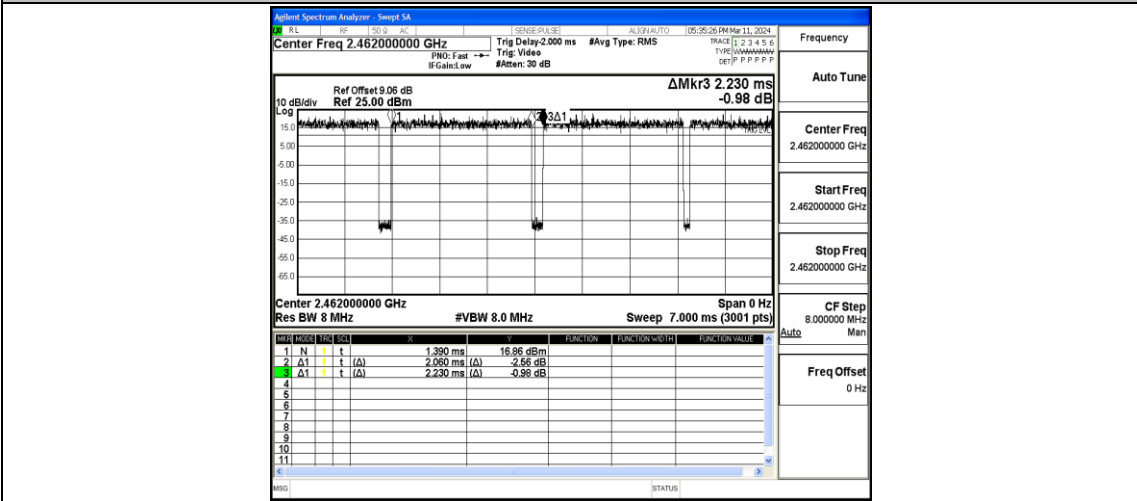 Agilent Spectrum Analyzer - Swept SA
RL RF 50 Ω AC SENSE:PULSE ALIGN AUTO 05:35:26 PM Mar 11, 2024
Center Freq 2.462000000 GHz
PNO: Fast
IFGain:Low
Trig Delay-2.000 ms
Trig: Video
#Atten: 30 dB
#Avg Type: RMS
TRACE 1 2 3 4 5 6
TYPE WWWWWW
DET P P P P P P
Frequency
Auto Tune
Center Freq
2.462000000 GHz
Start Freq
2.462000000 GHz
Stop Freq
2.462000000 GHz
CF Step
8.000000 MHz
Auto Man
Freq Offset
0 Hz
ΔMkr3 2.230 ms
-0.98 dB
Ref Offset 9.06 dB
10 dB/div Ref 25.00 dBm
Log
1 2 3Δ1
15.0
TRIG LVL
5.00
-5.00
-15.0
-25.0
-35.0
-45.0
-55.0
-65.0
Center 2.462000000 GHz Span 0 Hz
Res BW 8 MHz #VBW 8.0 MHz Sweep 7.000 ms (3001 pts)
MKR MODE TRC SCL X Y FUNCTION FUNCTION WIDTH FUNCTION VALUE
1 N 1 t 1.390 ms 16.86 dBm
2 Δ1 1 t (Δ) 2.060 ms (Δ) -2.56 dB
3 Δ1 1 t (Δ) 2.230 ms (Δ) -0.98 dB
4
5
6
7
8
9
10
11
MSG STATUS